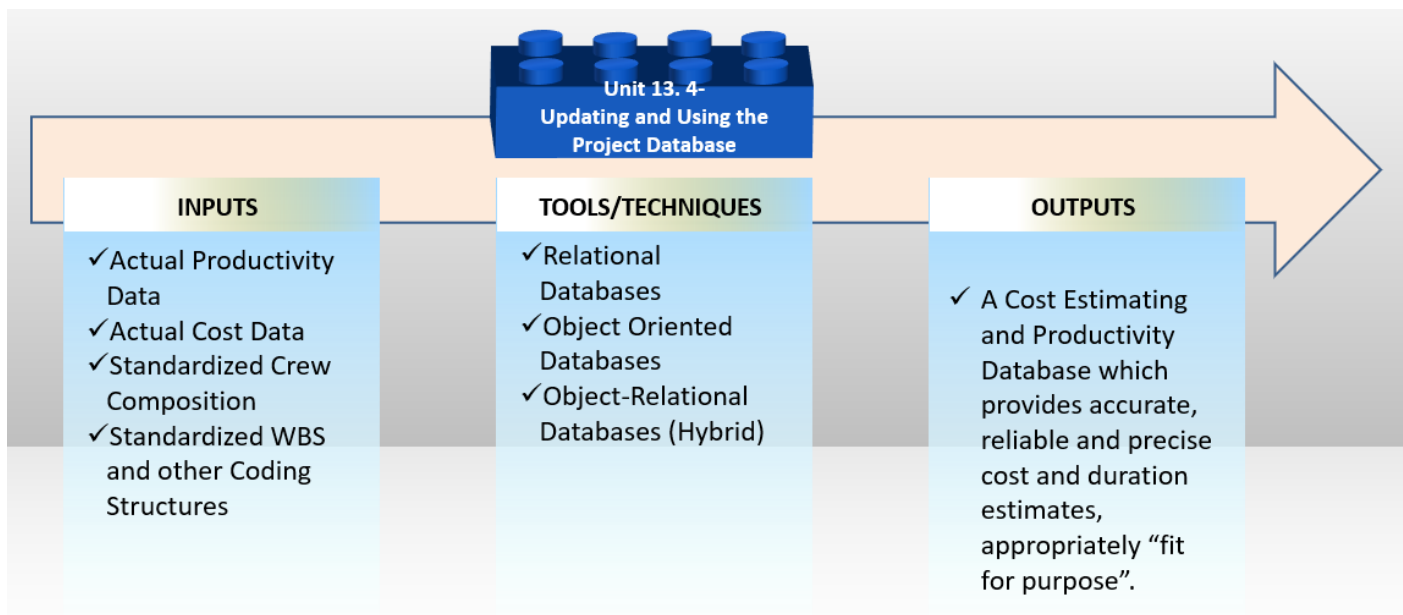 Unit 13. 4-
Updating and Using the
Project Database
INPUTS
✓Actual Productivity
Data
✓Actual Cost Data
✓Standardized Crew
Composition
✓Standardized WBS
and other Coding
Structures
TOOLS/TECHNIQUES
✓Relational
Databases
✓Object Oriented
Databases
✓Object-Relational
Databases (Hybrid)
OUTPUTS
✓ A Cost Estimating
and Productivity
Database which
provides accurate,
reliable and precise
cost and duration
estimates,
appropriately “fit
for purpose”.